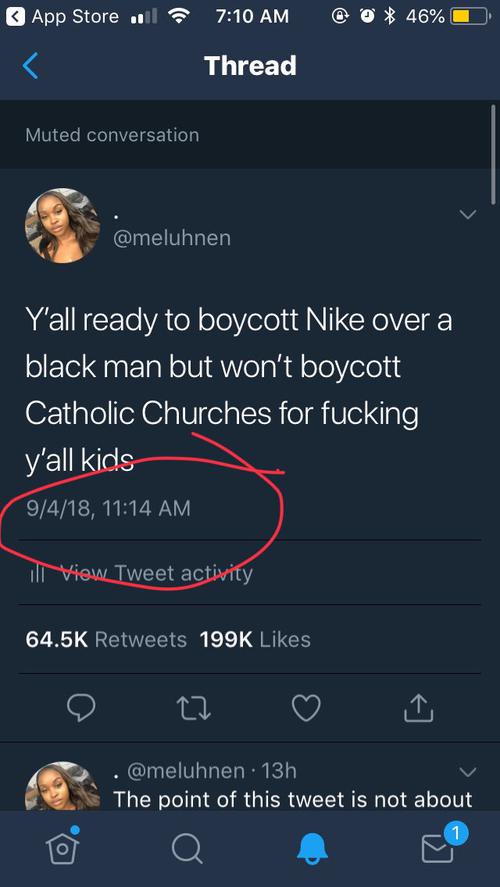 App Store 7:10 AM 46%
Thread
Muted conversation
.
@meluhnen
Y'all ready to boycott Nike over a
black man but won't boycott
Catholic Churches for fucking
y'all kids
9/4/18, 11:14 AM
View Tweet activity
64.5K Retweets 199K Likes
. @meluhnen · 13h
The point of this tweet is not about
1